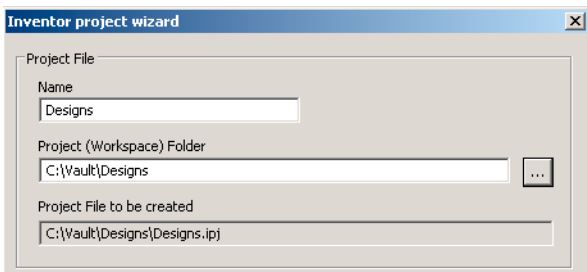 Inventor project wizard
Project File
Name
Designs
Project (Workspace) Folder
C:\Vault\Designs
...
Project File to be created
C:\Vault\Designs\Designs.ipj